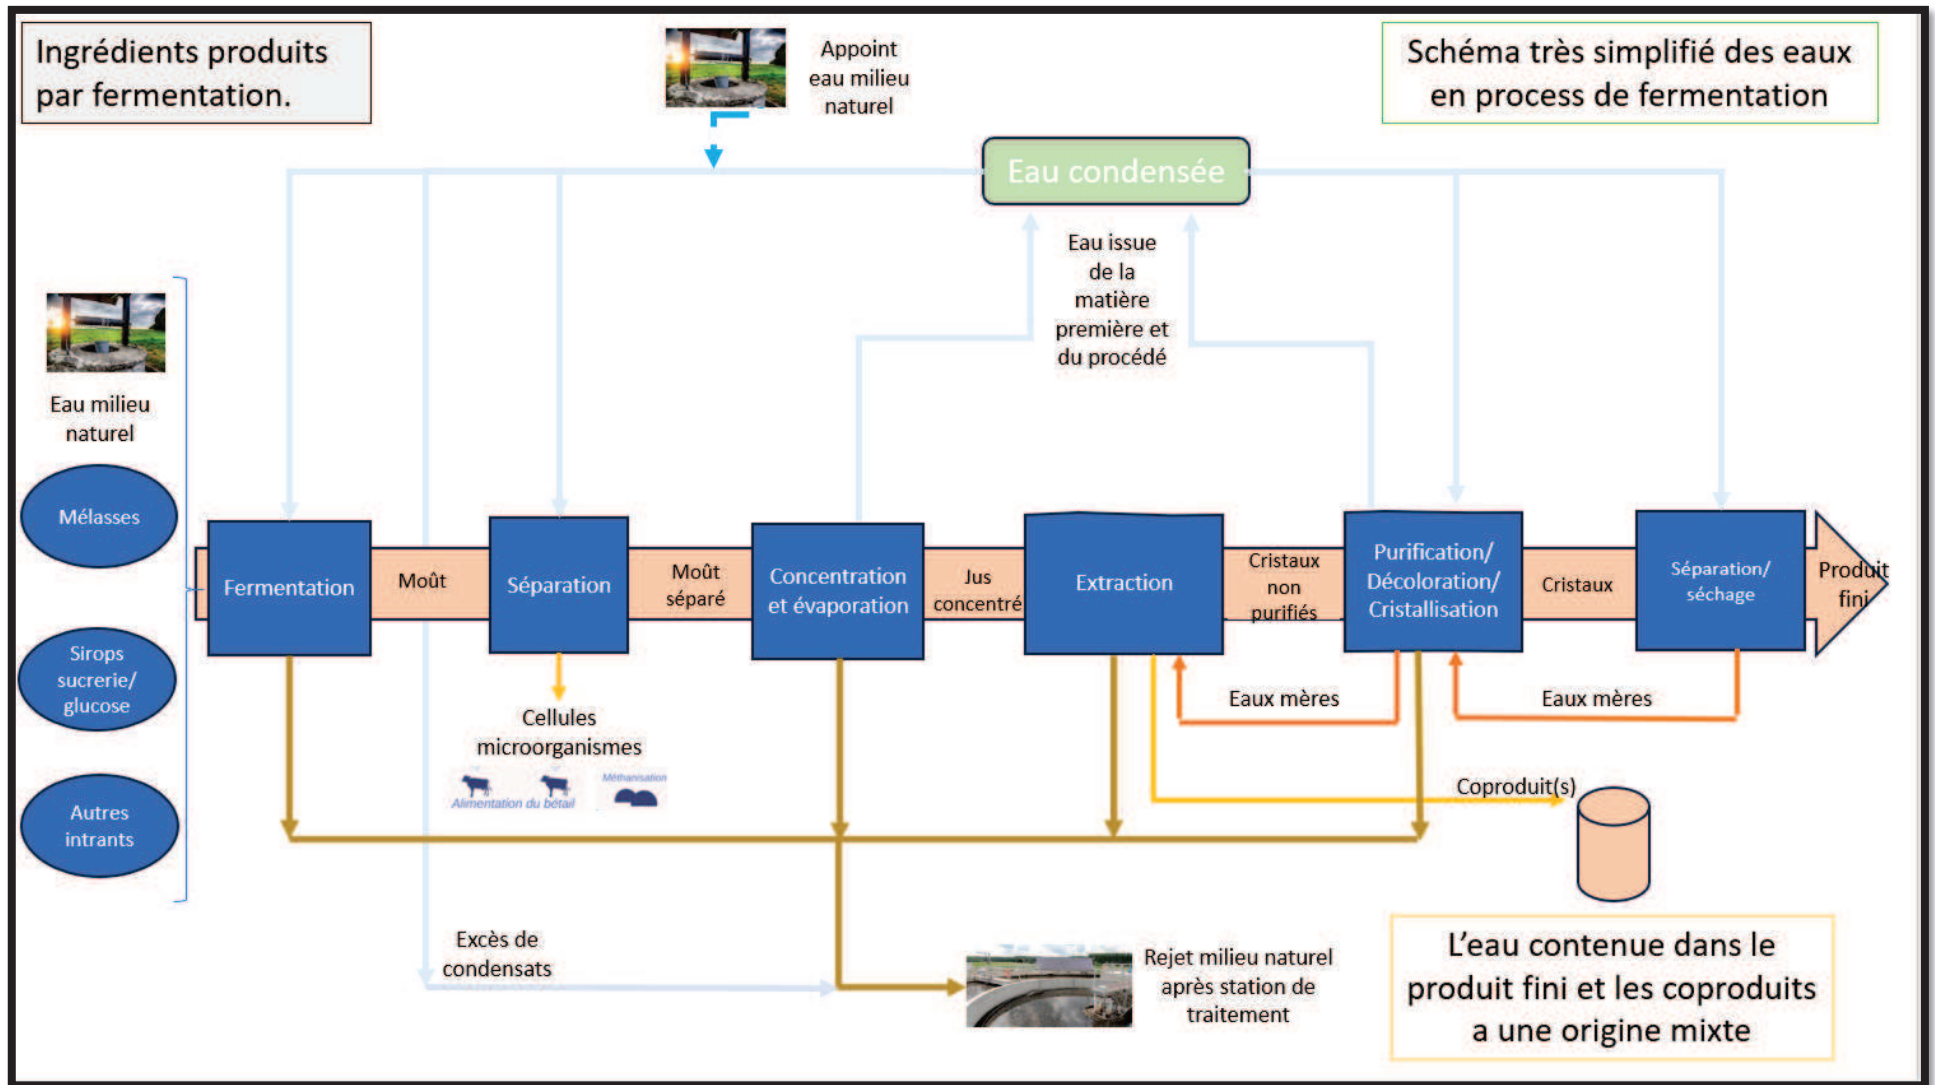 Ingrédients produits
par fermentation.
Appoint
eau milieu
naturel
Schéma très simplifié des eaux
en process de fermentation
Eau condensée
Eau issue
de la
matière
première et
du procédé
Eau milieu
naturel
Mélasses
Sirops
sucrerie/
glucose
Autres
intrants
Fermentation
Moût
Séparation
Moût
séparé
Concentration
et évaporation
Jus
concentré
Extraction
Cristaux
non
purifiés
Purification/
Décoloration/
Cristallisation
Cristaux
Séparation/
séchage
Produit
fini
Cellules
microorganismes
Alimentation du bétail
Méthanisation
Eaux mères
Eaux mères
Coproduit(s)
Excès de
condensats
Rejet milieu naturel
après station de
traitement
L'eau contenue dans le
produit fini et les coproduits
a une origine mixte